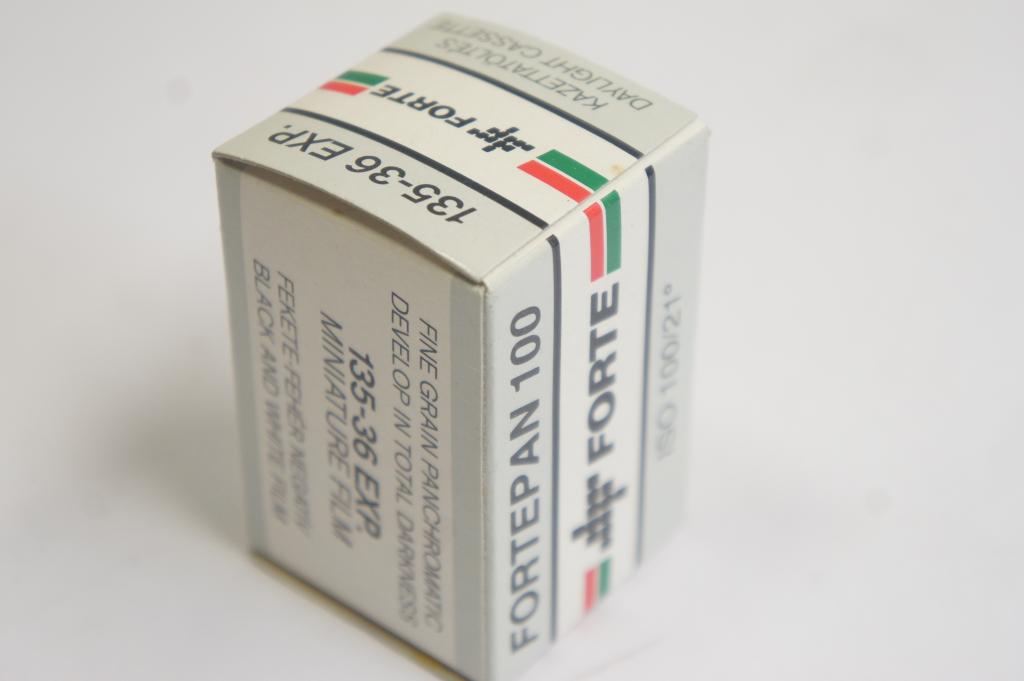 KAZETTATOLTÉS
DAYLIGHT CASSETTE
FORTE
135-36 EXP.
FORTEPAN 100
FORTE
ISO 100/21°
FINE GRAIN PANCHROMATIC
DEVELOP IN TOTAL DARKNESS
135-36 EXP.
MINIATURE FILM
FEKETE-FEHÉR NEGATÍV
BLACK AND WHITE FILM